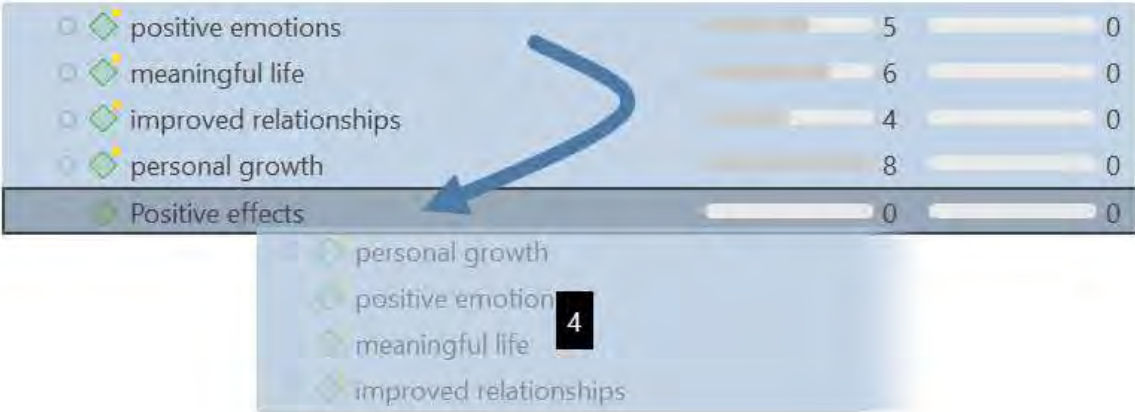 positive emotions 5 0
meaningful life 6 0
improved relationships 4 0
personal growth 8 0
Positive effects 0 0
personal growth
positive emotion
4
meaningful life
improved relationships